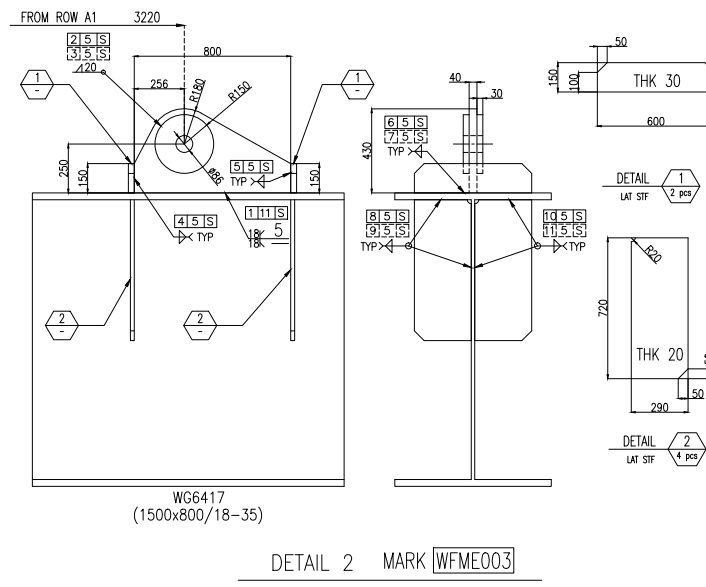 FROM ROW A1 3220
2 5 S
3 5 S
20
800
256
R180
R150
1
-
1
-
250
150
ø86
5 5 S
TYP
150
4 5 S
TYP
1 11 S
18
18
5
2
-
2
-
WG6417
(1500x800/18-35)
40
30
430
6 5 S
7 5 S
TYP
8 5 S
9 5 S
TYP
10 5 S
11 5 S
TYP
50
150
100
THK 30
600
DETAIL 1
LAT STF 2 pcs
R20
720
THK 20
50
290
DETAIL 2
LAT STF 4 pcs
DETAIL 2 MARK WFME003